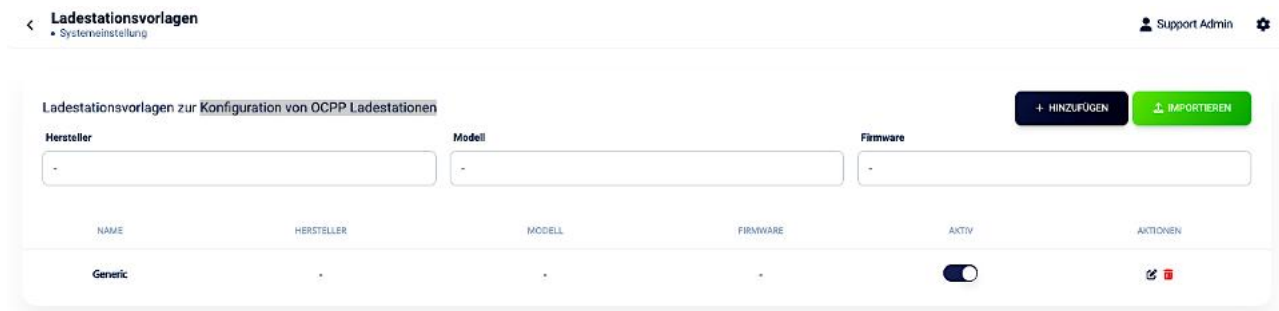 Ladestationsvorlagen
• Systemeinstellung
Support Admin
Ladestationsvorlagen zur Konfiguration von OCPP Ladestationen
+ HINZUFÜGEN
IMPORTIEREN
Hersteller Modell Firmware
- - -
NAME HERSTELLER MODELL FIRMWARE AKTIV AKTIONEN
Generic - - -